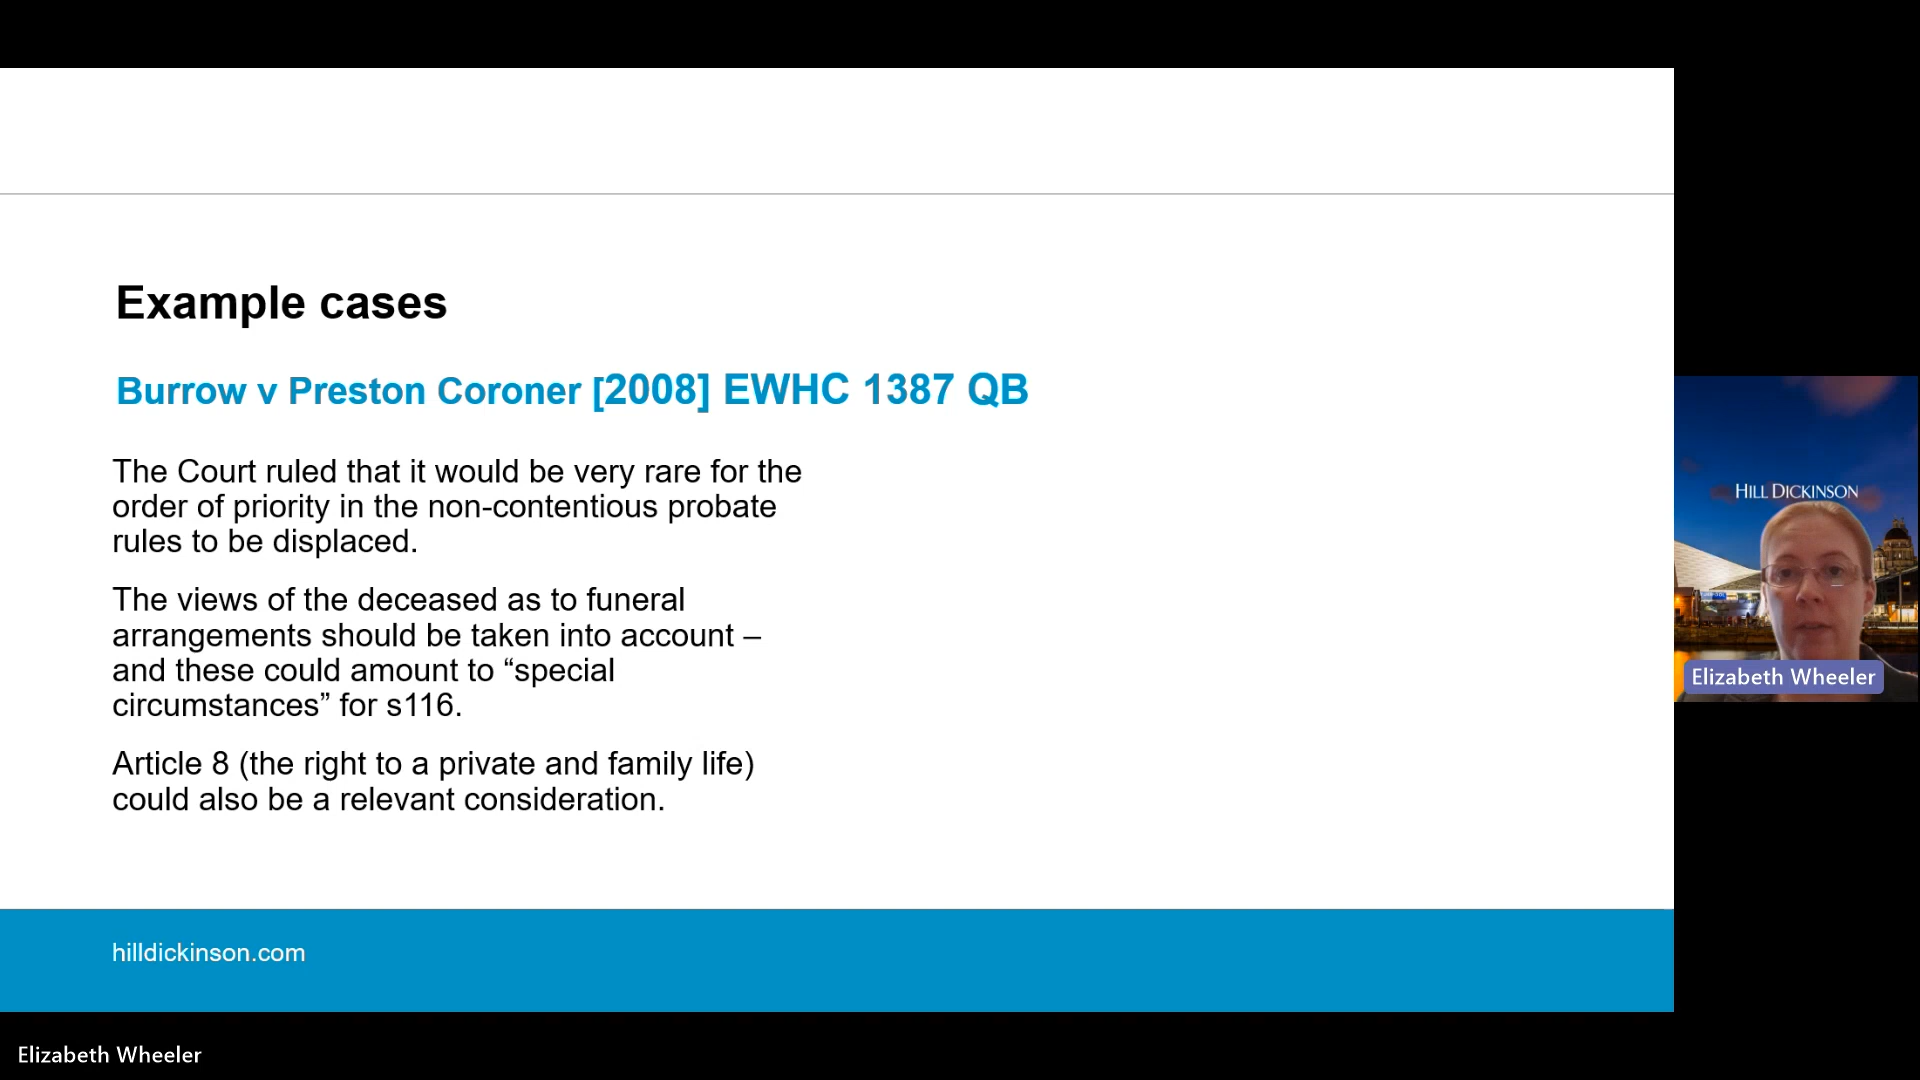 Example cases
Burrow v Preston Coroner [2008] EWHC 1387 QB
The Court ruled that it would be very rare for the
order of priority in the non-contentious probate
rules to be displaced.
The views of the deceased as to funeral
arrangements should be taken into account –
and these could amount to “special
circumstances” for s116.
Article 8 (the right to a private and family life)
could also be a relevant consideration.
hilldickinson.com
HILL DICKINSON
Elizabeth Wheeler
Elizabeth Wheeler